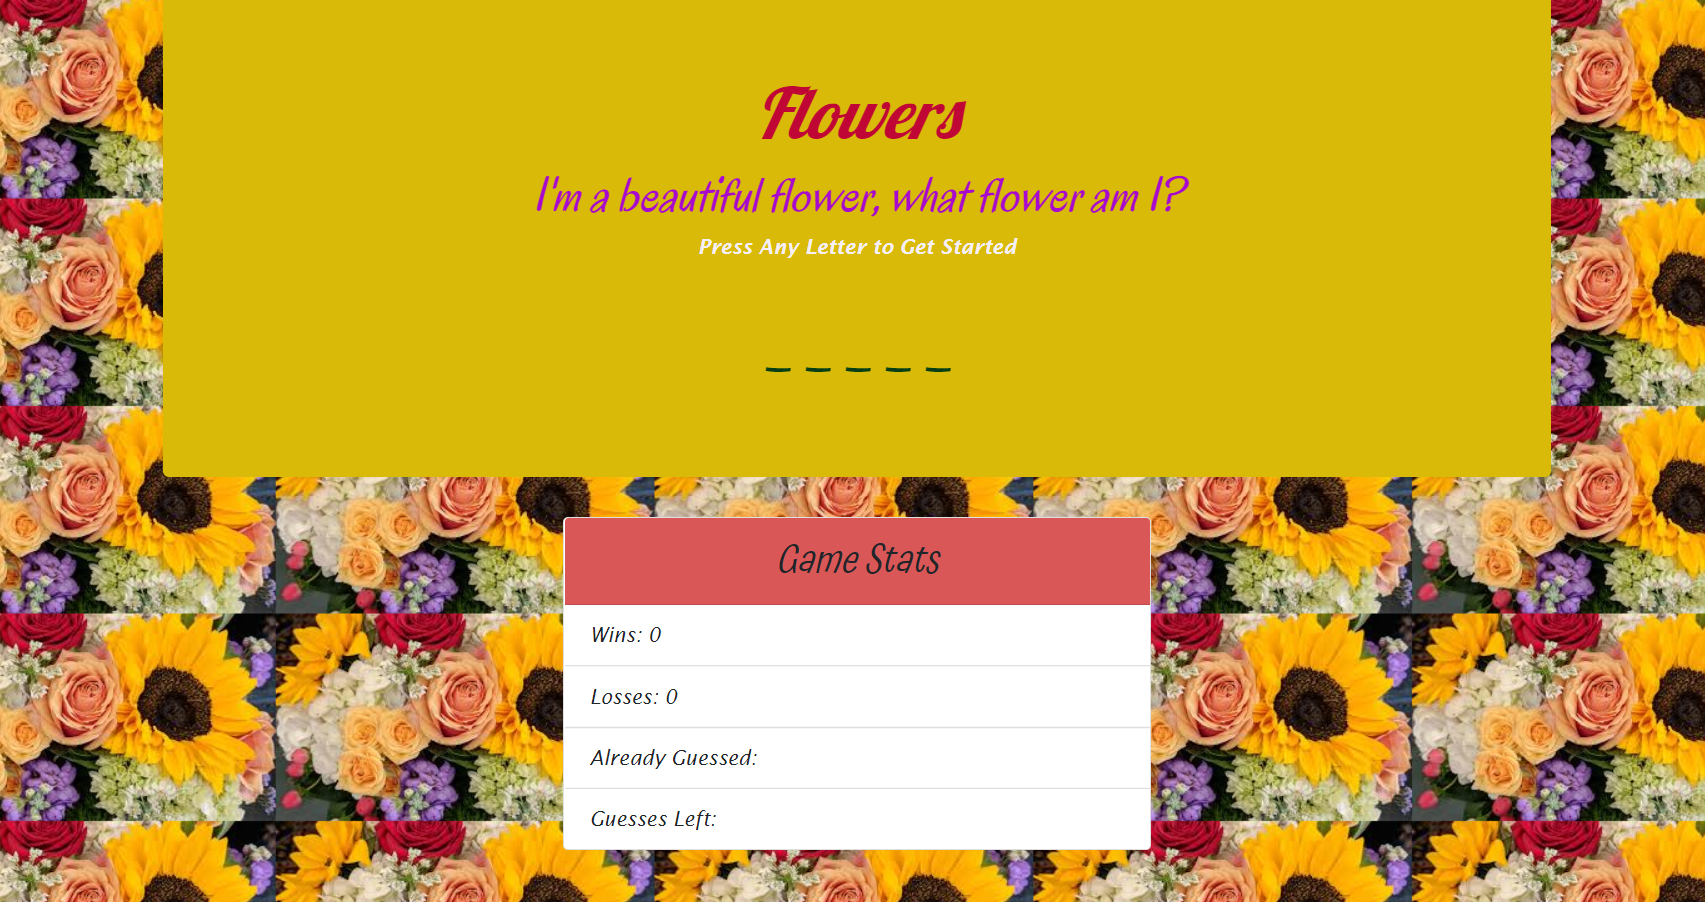 Flowers
I'm a beautiful flower, what flower am I?
Press Any Letter to Get Started
_ _ _ _ _
Game Stats
Wins: 0
Losses: 0
Already Guessed:
Guesses Left: